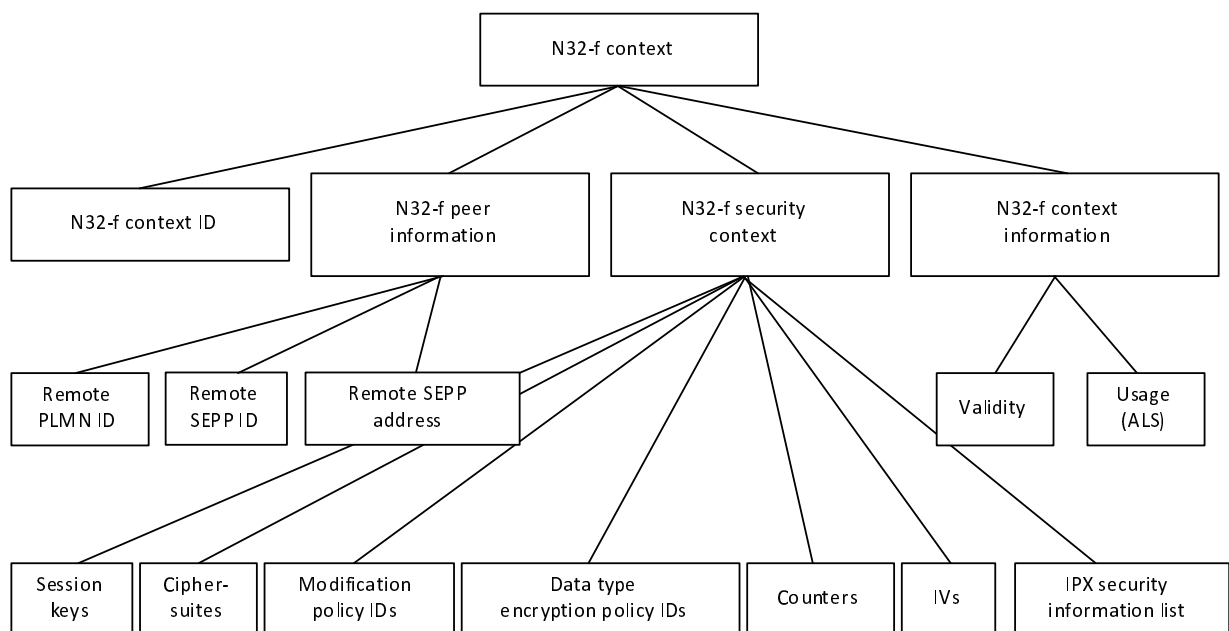 N32-f context
N32-f context ID
N32-f peer
information
N32-f security
context
N32-f context
information
Remote
PLMN ID
Remote
SEPP ID
Remote SEPP
address
Validity
Usage
(ALS)
Session
keys
Cipher-
suites
Modification
policy IDs
Data type
encryption policy IDs
Counters
IVs
IPX security
information list